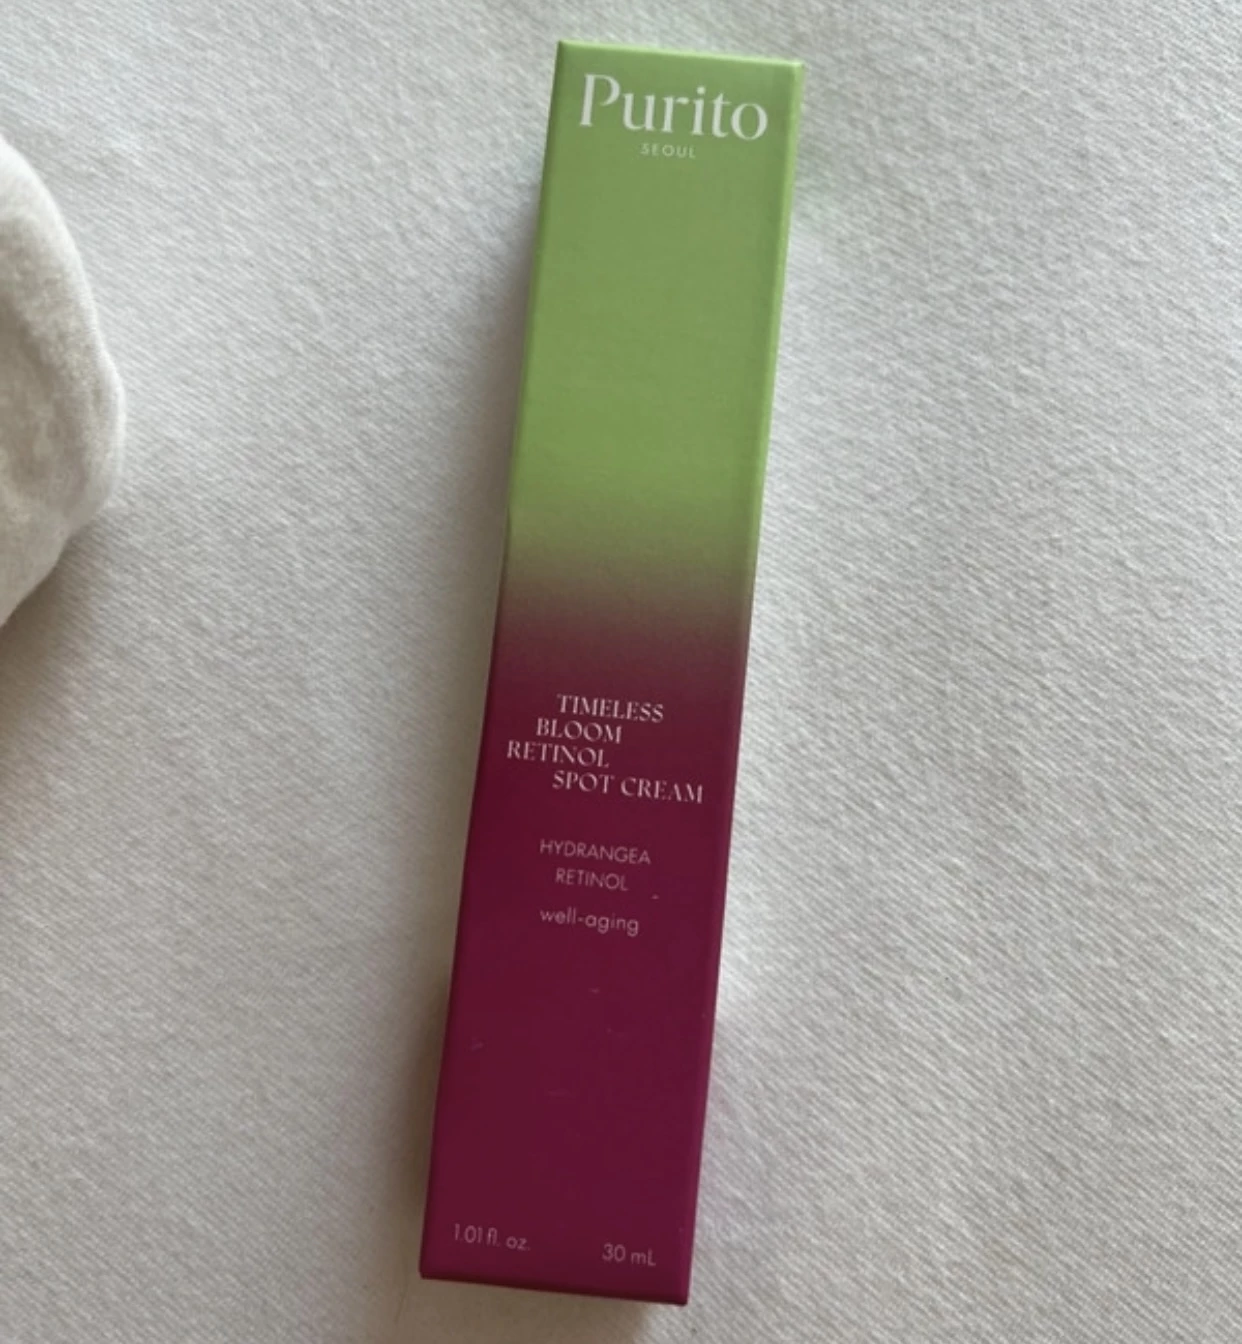 Purito
SEOUL
TIMELESS
BLOOM
RETINOL
SPOT CREAM
HYDRANGEA
RETINOL
well-aging
1.01 fl. oz. 30 mL